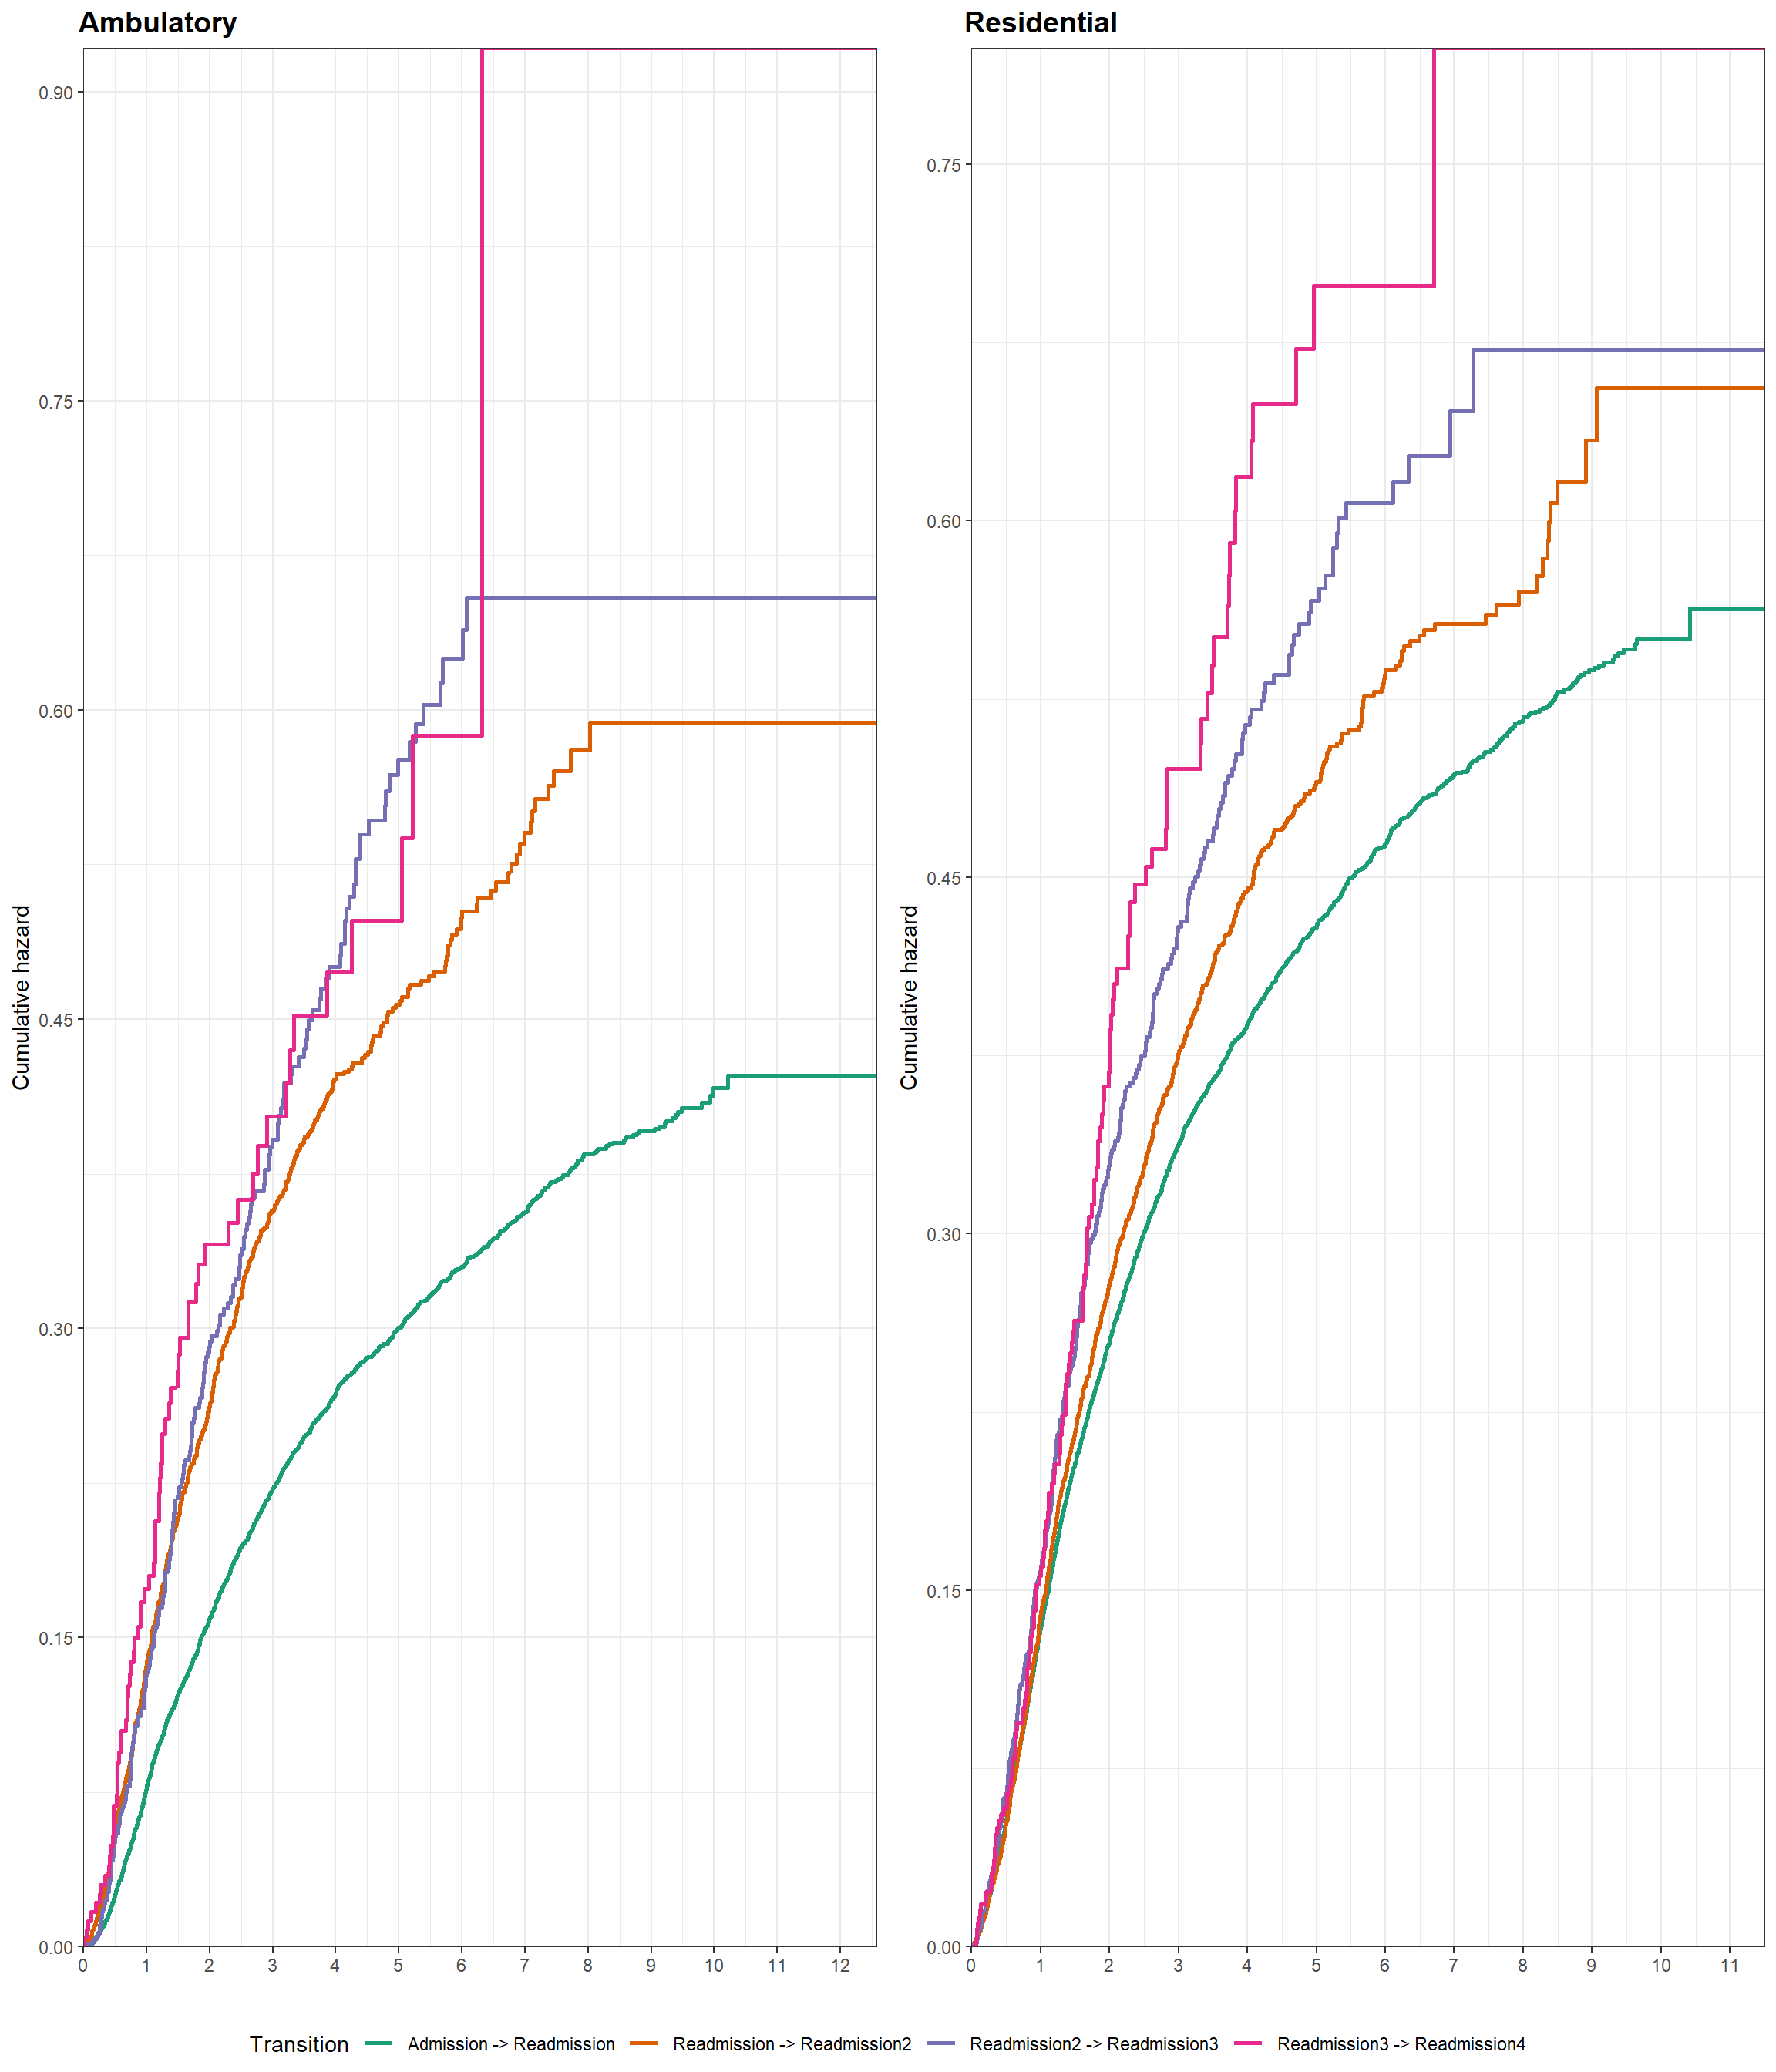 Ambulatory
Cumulative hazard
0.90
0.75
0.60
0.45
0.30
0.15
0.00
0 1 2 3 4 5 6 7 8 9 10 11 12
Residential
Cumulative hazard
0.75
0.60
0.45
0.30
0.15
0.00
0 1 2 3 4 5 6 7 8 9 10 11
Transition Admission -> Readmission Readmission -> Readmission2 Readmission2 -> Readmission3 Readmission3 -> Readmission4